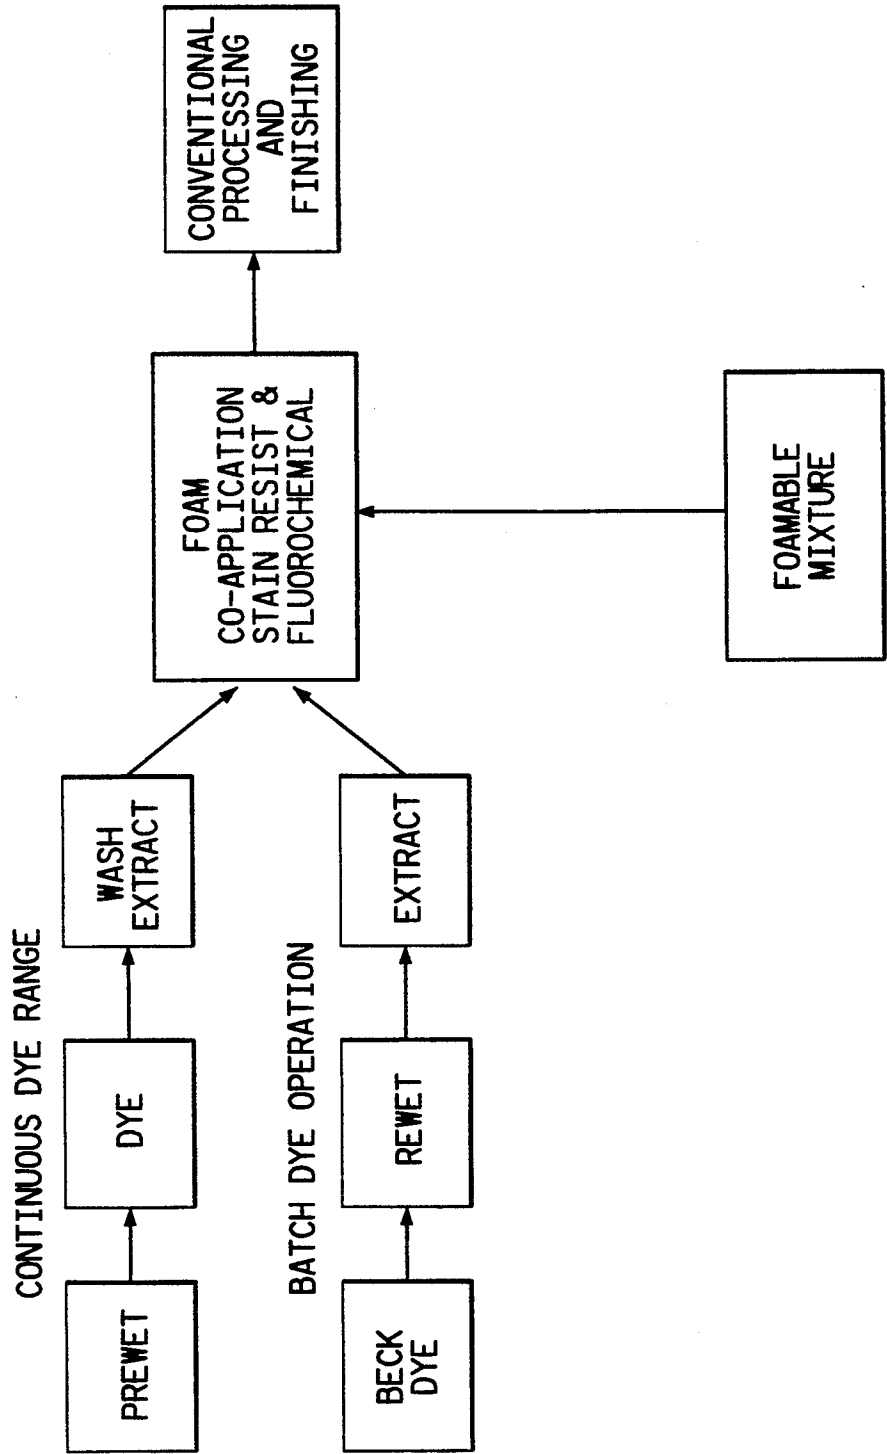 CONTINUOUS DYE RANGE
PREWET
DYE
WASH
EXTRACT
BATCH DYE OPERATION
BECK
DYE
REWET
EXTRACT
FOAM
CO-APPLICATION
STAIN RESIST &
FLUOROCHEMICAL
CONVENTIONAL
PROCESSING
AND
FINISHING
FOAMABLE
MIXTURE